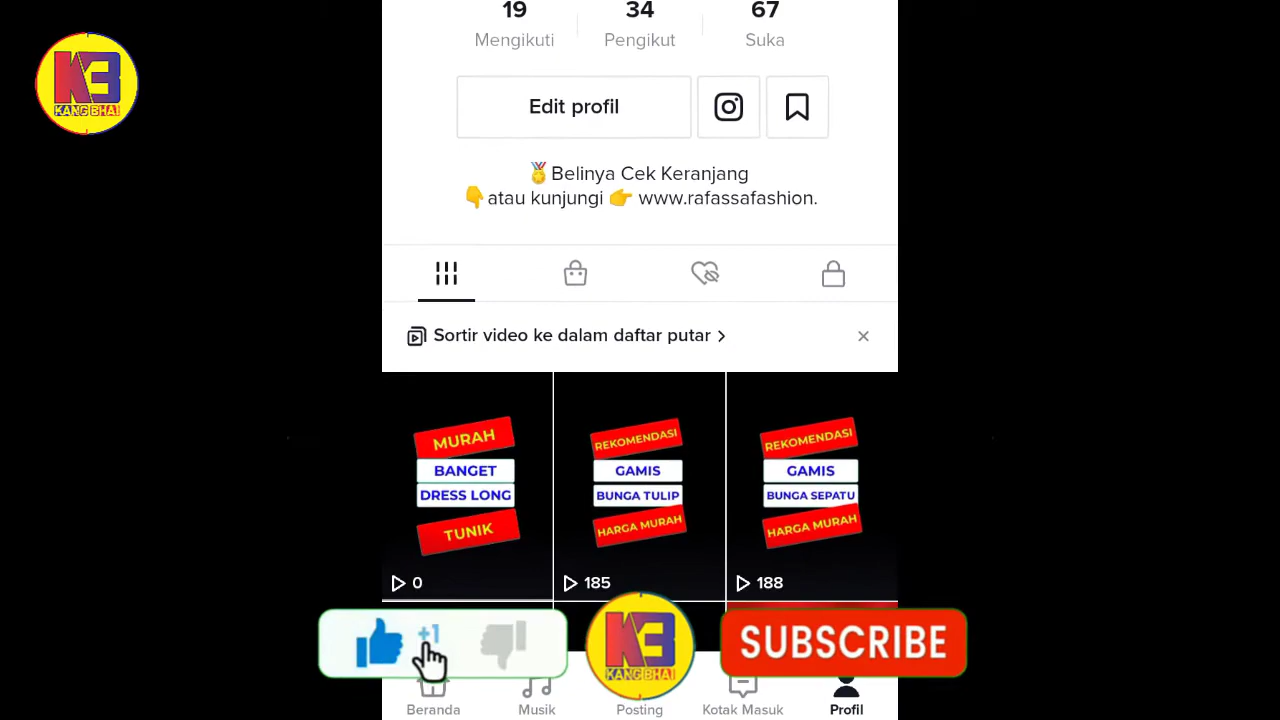 19 34 67
Mengikuti Pengikut Suka
KB
KANG BHAI
Edit profil
🥇Belinya Cek Keranjang
👇atau kunjungi 👉 www.rafassafashion.
Sortir video ke dalam daftar putar >
MURAH
BANGET
DRESS LONG
TUNIK
0
REKOMENDASI
GAMIS
BUNGA TULIP
HARGA MURAH
185
REKOMENDASI
GAMIS
BUNGA SEPATU
HARGA MURAH
188
+1
KB
KANG BHAI
SUBSCRIBE
Beranda Musik Posting Kotak Masuk Profil